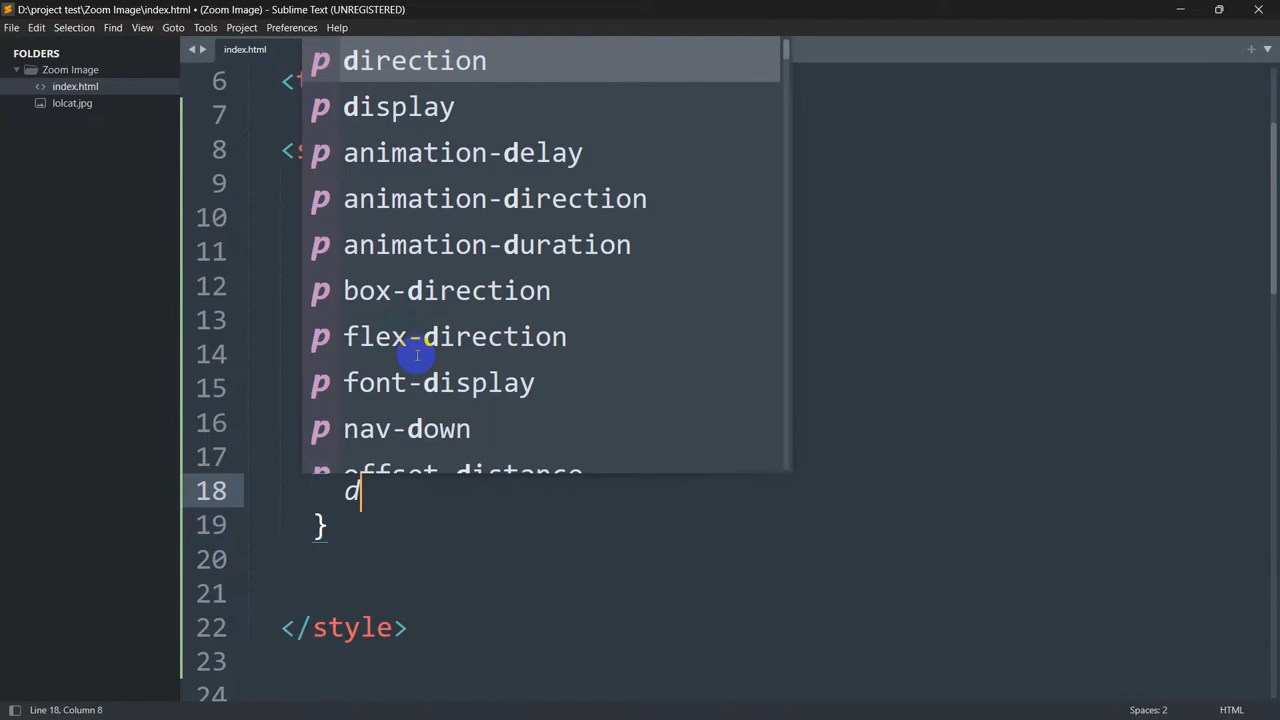 D:\project test\Zoom Image\index.html • (Zoom Image) - Sublime Text (UNREGISTERED)
File Edit Selection Find View Goto Tools Project Preferences Help
FOLDERS
Zoom Image
index.html
lolcat.jpg
index.html
6 <t
7
8 <s
9
10
11
12
13
14
15
16
17
18 d
19 }
20
21
22 </style>
23
24
p direction
p display
p animation-delay
p animation-direction
p animation-duration
p box-direction
p flex-direction
p font-display
p nav-down
p offset-distance
Line 18, Column 8
Spaces: 2
HTML